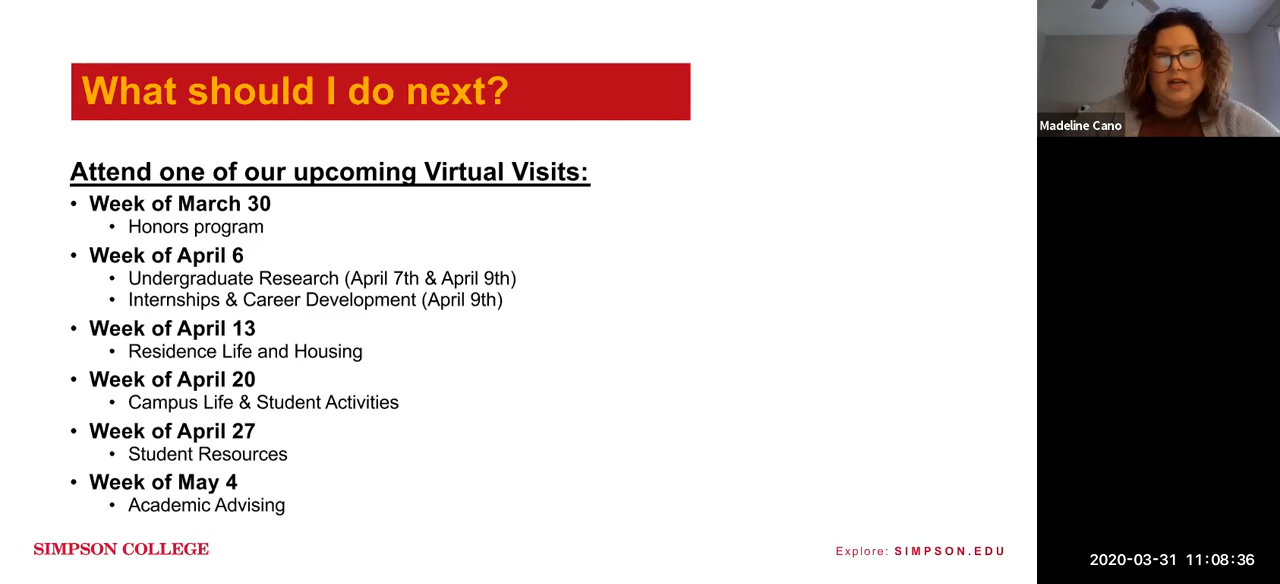 What should I do next?
Attend one of our upcoming Virtual Visits:
• Week of March 30
• Honors program
• Week of April 6
• Undergraduate Research (April 7th & April 9th)
• Internships & Career Development (April 9th)
• Week of April 13
• Residence Life and Housing
• Week of April 20
• Campus Life & Student Activities
• Week of April 27
• Student Resources
• Week of May 4
• Academic Advising
SIMPSON COLLEGE
Explore: SIMPSON.EDU
Madeline Cano
2020-03-31 11:08:36